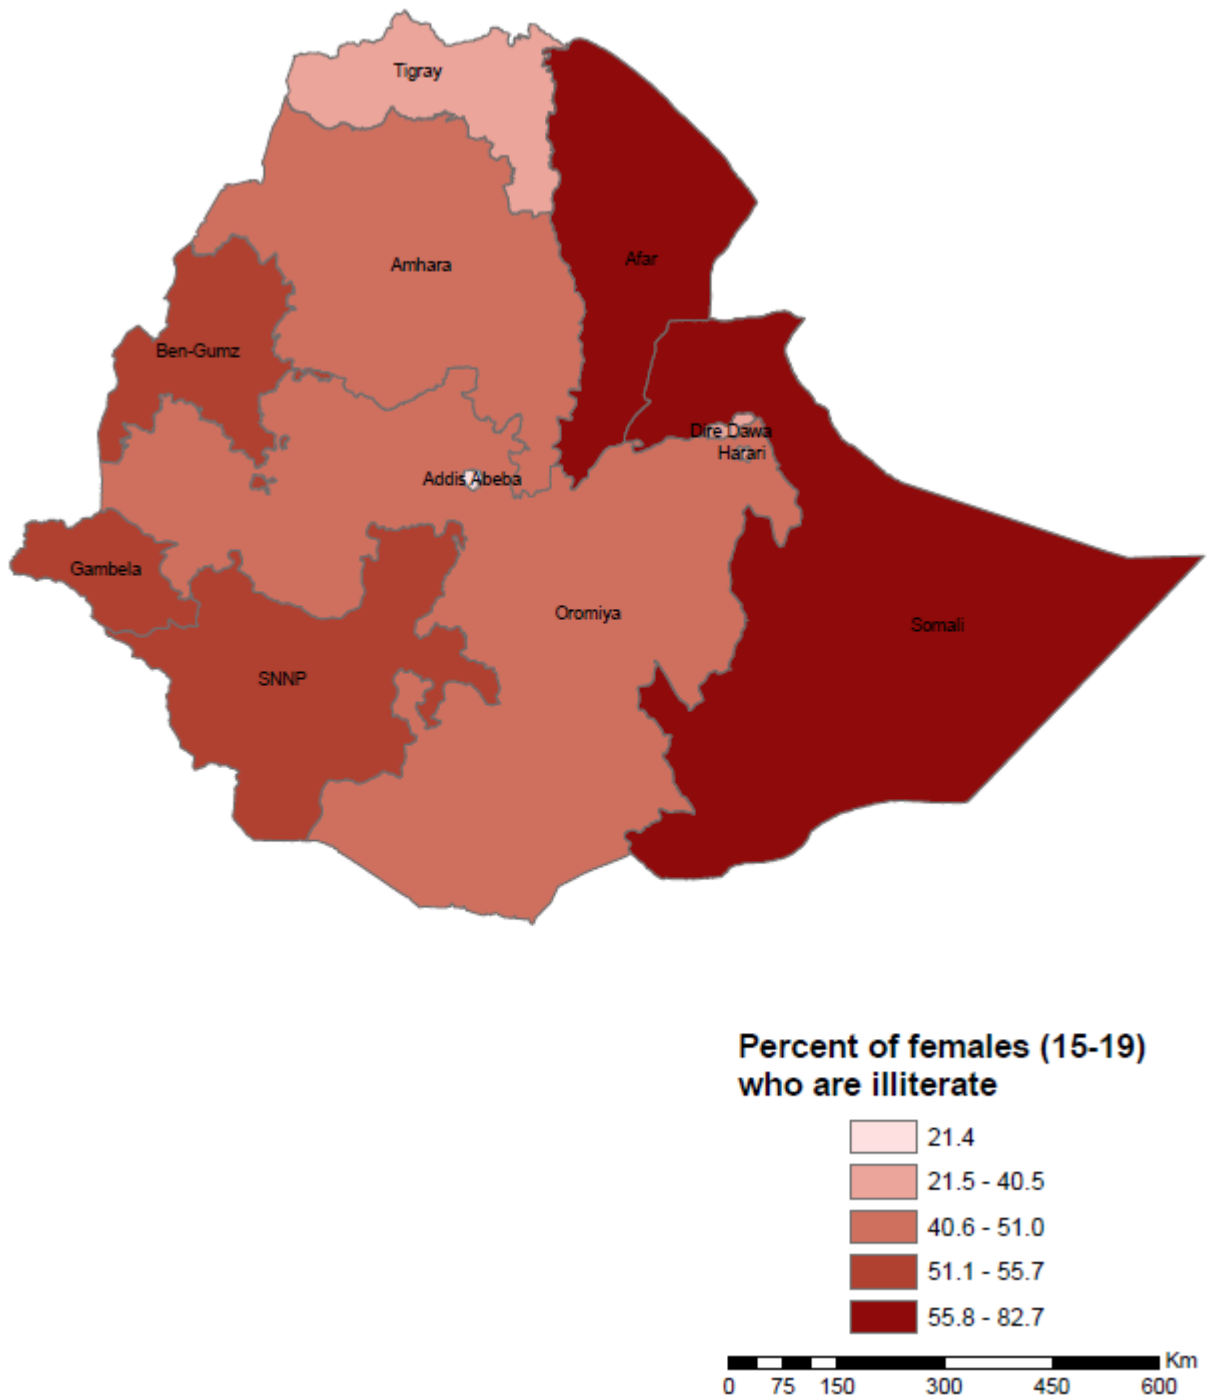 Tigray
Amhara
Afar
Ben-Gumz
Dire Dawa
Harari
Addis Abeba
Gambela
Oromiya
Somali
SNNP
Percent of females (15-19)
who are illiterate
21.4
21.5 - 40.5
40.6 - 51.0
51.1 - 55.7
55.8 - 82.7
Km
0 75 150 300 450 600